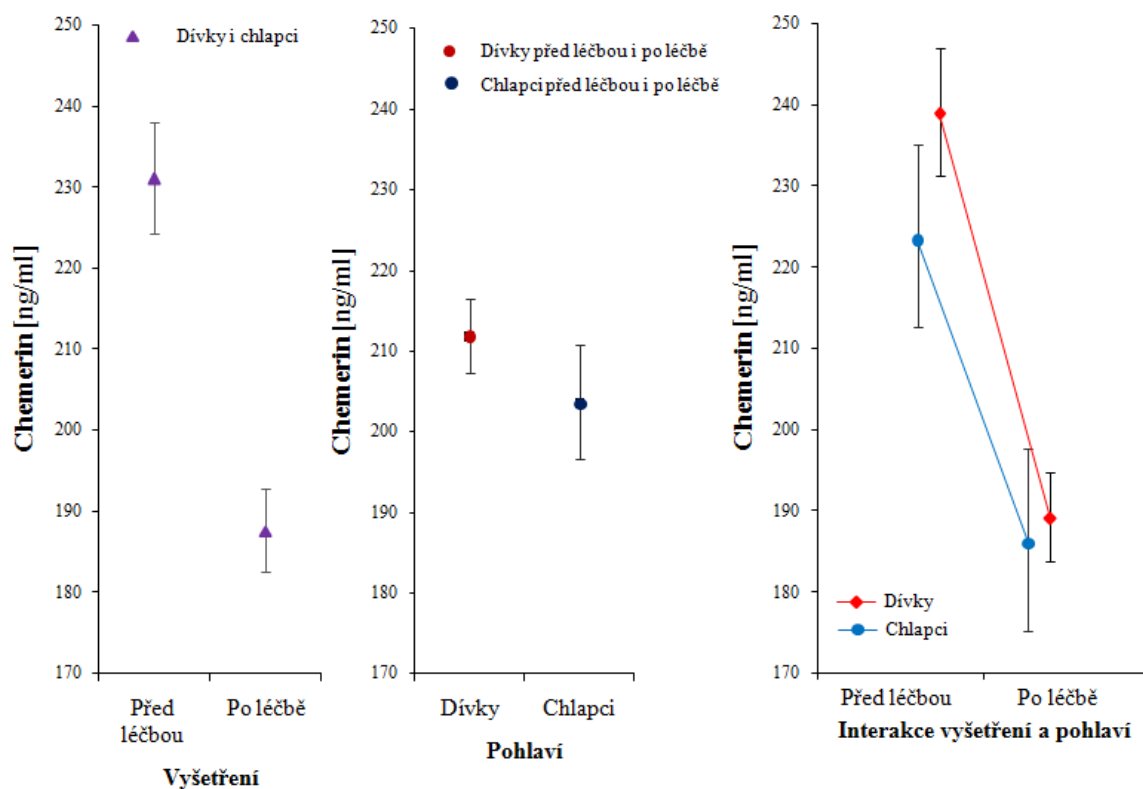 250
240
230
220
210
200
190
180
170
Chemerin [ng/ml]
Dívky i chlapci
Před léčbou
Po léčbě
Vyšetření
250
240
230
220
210
200
190
180
170
Chemerin [ng/ml]
Dívky před léčbou i po léčbě
Chlapci před léčbou i po léčbě
Dívky
Chlapci
Pohlaví
250
240
230
220
210
200
190
180
170
Chemerin [ng/ml]
Dívky
Chlapci
Před léčbou
Po léčbě
Interakce vyšetření a pohlaví